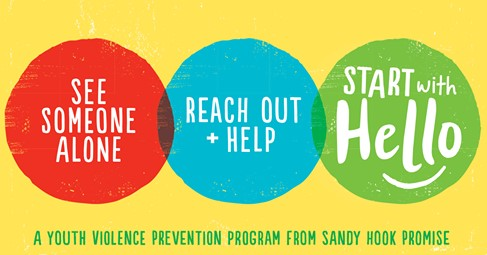 SEE
SOMEONE
ALONE
REACH OUT
+ HELP
START with
Hello
A YOUTH VIOLENCE PREVENTION PROGRAM FROM SANDY HOOK PROMISE